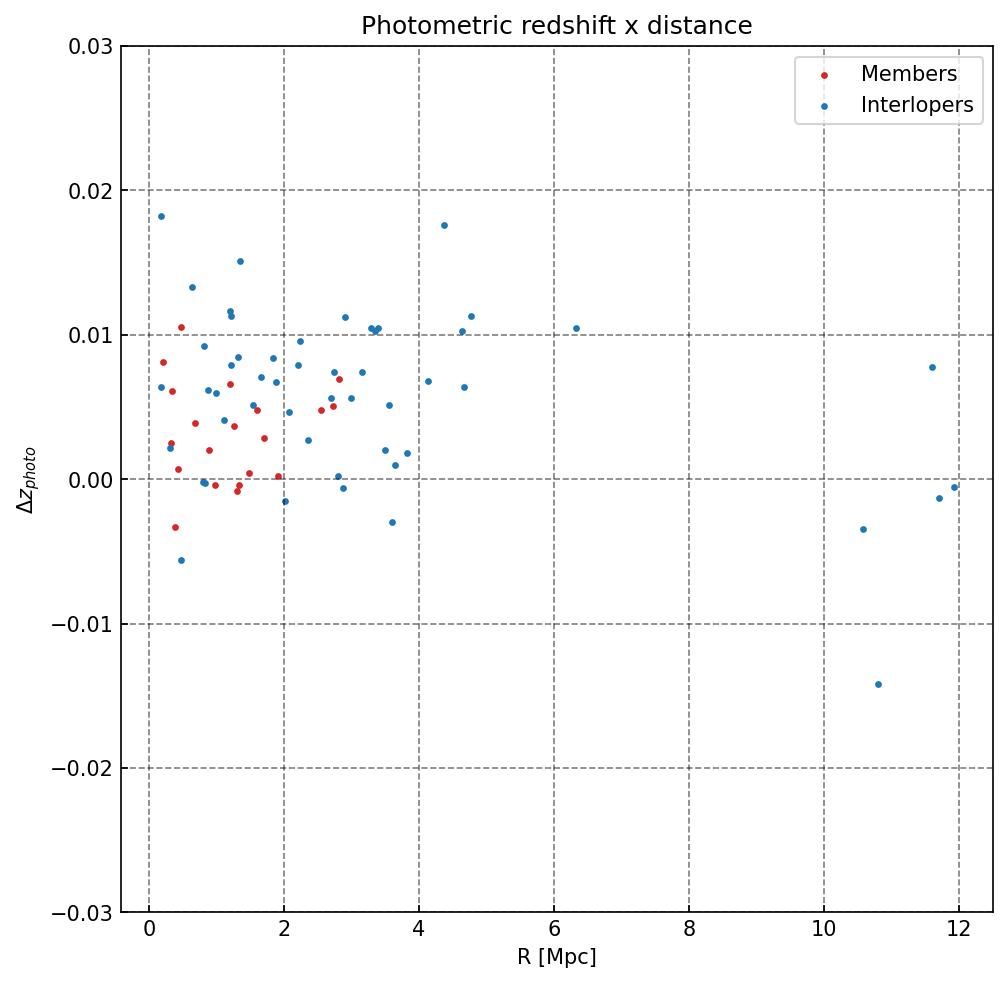 Photometric redshift x distance
Members
Interlopers
0.03
0.02
0.01
0.00
−0.01
−0.02
−0.03
Δz_photo
0 2 4 6 8 10 12
R [Mpc]